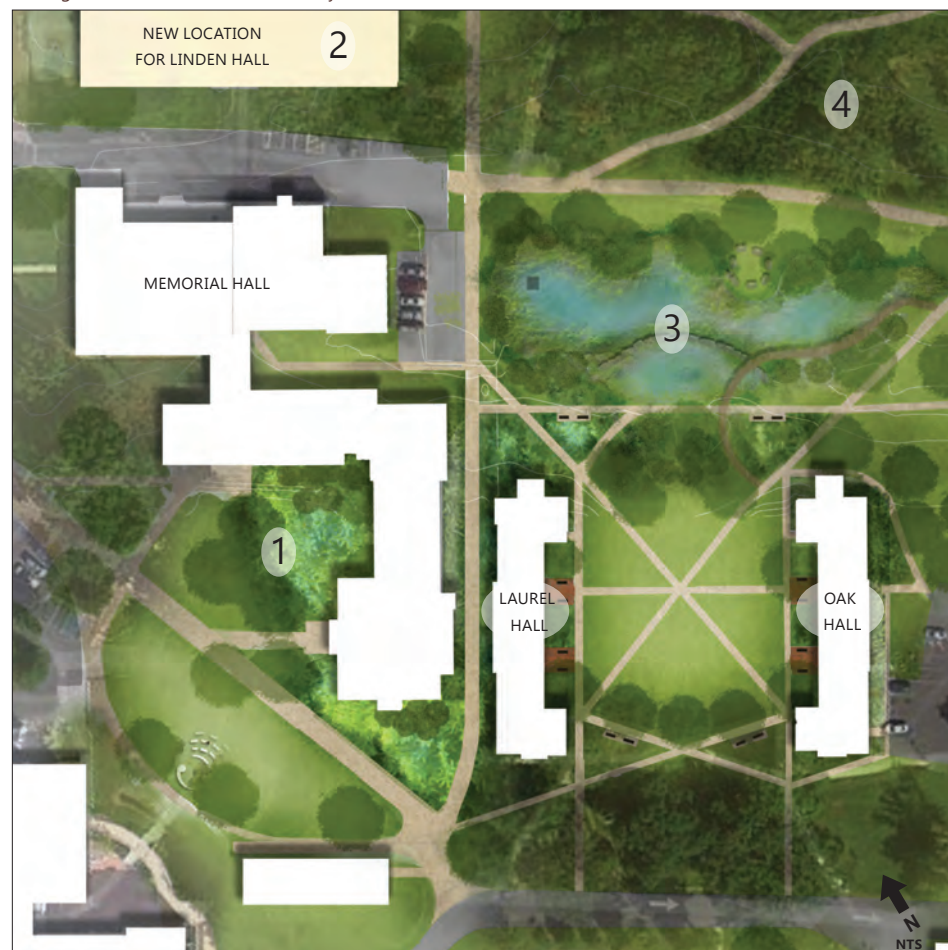 NEW LOCATION
FOR LINDEN HALL
2
4
MEMORIAL HALL
3
1
LAUREL
HALL
OAK
HALL
N
NTS